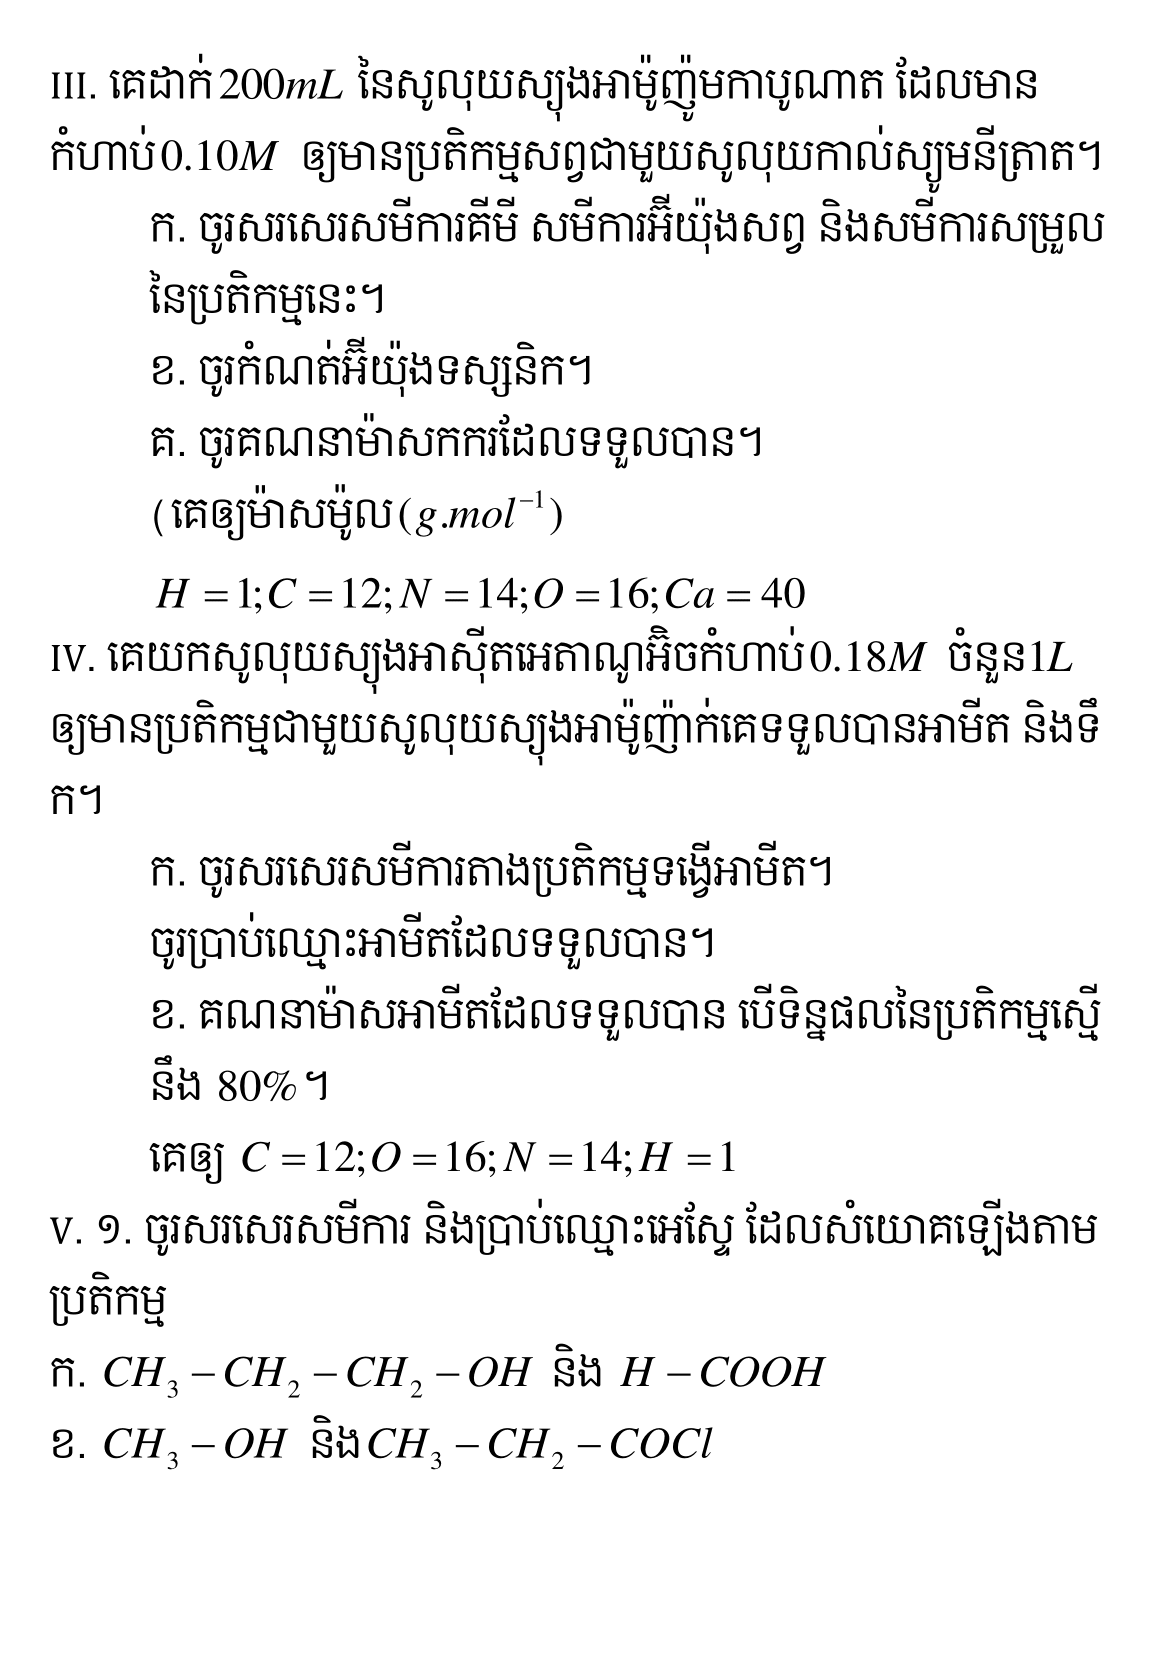 III. គេដាក់ 200mL នៃសូលុយស្យុងអាម៉ូញ៉ូមកាបូណាត ដែលមាន
កំហាប់ 0.10M ឲ្យមានប្រតិកម្មសព្វជាមួយសូលុយកាល់ស្យូមនីត្រាត។
ក. ចូរសរសេរសមីការគីមី សមីការអ៊ីយ៉ុងសព្វ និងសមីការសម្រួល
នៃប្រតិកម្មនេះ។
ខ. ចូរកំណត់អ៊ីយ៉ុងទស្សនិក។
គ. ចូរគណនាម៉ាសកករដែលទទួលបាន។
(គេឲ្យម៉ាសម៉ូល (g.mol⁻¹)
H = 1; C = 12; N = 14; O = 16; Ca = 40
IV. គេយកសូលុយស្យុងអាស៊ីតអេតាណូអ៊ិចកំហាប់ 0.18M ចំនួន 1L
ឲ្យមានប្រតិកម្មជាមួយសូលុយស្យុងអាម៉ូញ៉ាក់គេទទួលបានអាមីត និងទឹ
ក។
ក. ចូរសរសេរសមីការតាងប្រតិកម្មទង្វើអាមីត។
ចូរប្រាប់ឈ្មោះអាមីតដែលទទួលបាន។
ខ. គណនាម៉ាសអាមីតដែលទទួលបាន បើទិន្នផលនៃប្រតិកម្មស្មើ
នឹង 80% ។
គេឲ្យ C = 12; O = 16; N = 14; H = 1
V. ១. ចូរសរសេរសមីការ និងប្រាប់ឈ្មោះអេស្ទែ ដែលសំយោគឡើងតាម
ប្រតិកម្ម
ក. CH₃ – CH₂ – CH₂ – OH និង H – COOH
ខ. CH₃ – OH និង CH₃ – CH₂ – COCl